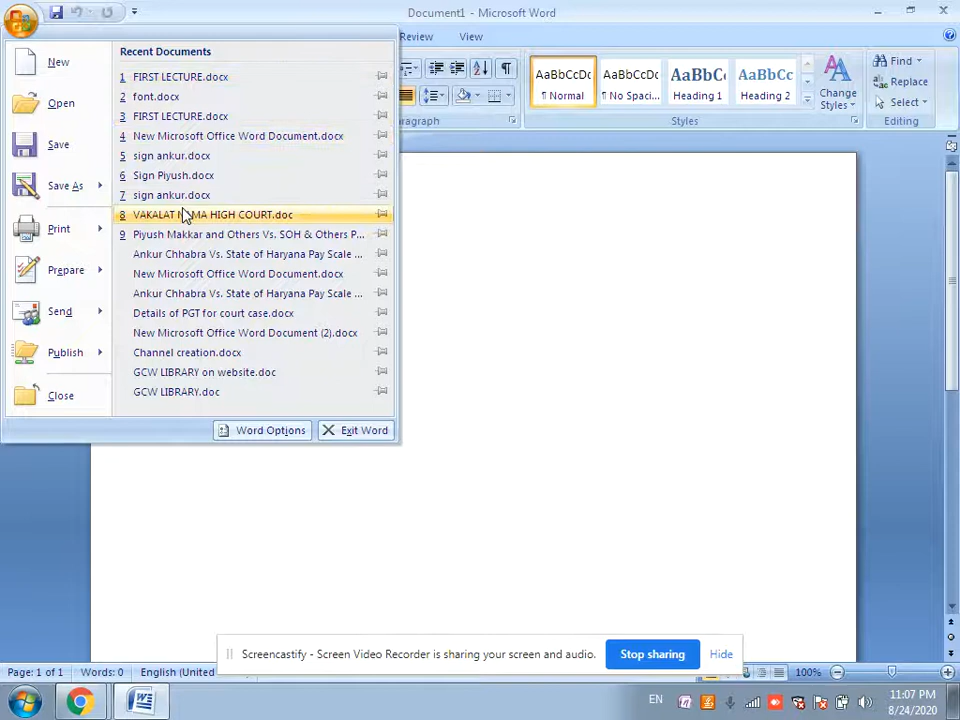 Document1 - Microsoft Word
Review View
New
Open
Save
Save As
Print
Prepare
Send
Publish
Close
Recent Documents
1 FIRST LECTURE.docx
2 font.docx
3 FIRST LECTURE.docx
4 New Microsoft Office Word Document.docx
5 sign ankur.docx
6 Sign Piyush.docx
7 sign ankur.docx
8 VAKALAT N MA HIGH COURT.doc
9 Piyush Makkar and Others Vs. SOH & Others P...
Ankur Chhabra Vs. State of Haryana Pay Scale ...
New Microsoft Office Word Document.docx
Ankur Chhabra Vs. State of Haryana Pay Scale ...
Details of PGT for court case.docx
New Microsoft Office Word Document (2).docx
Channel creation.docx
GCW LIBRARY on website.doc
GCW LIBRARY.doc
Word Options Exit Word
AaBbCcDc AaBbCcDc AaBbC AaBbCc
¶ Normal ¶ No Spaci... Heading 1 Heading 2
Change
Styles
Find
Replace
Select
aragraph Styles Editing
Screencastify - Screen Video Recorder is sharing your screen and audio. Stop sharing Hide
Page: 1 of 1 Words: 0 English (United 100%
EN
11:07 PM
8/24/2020